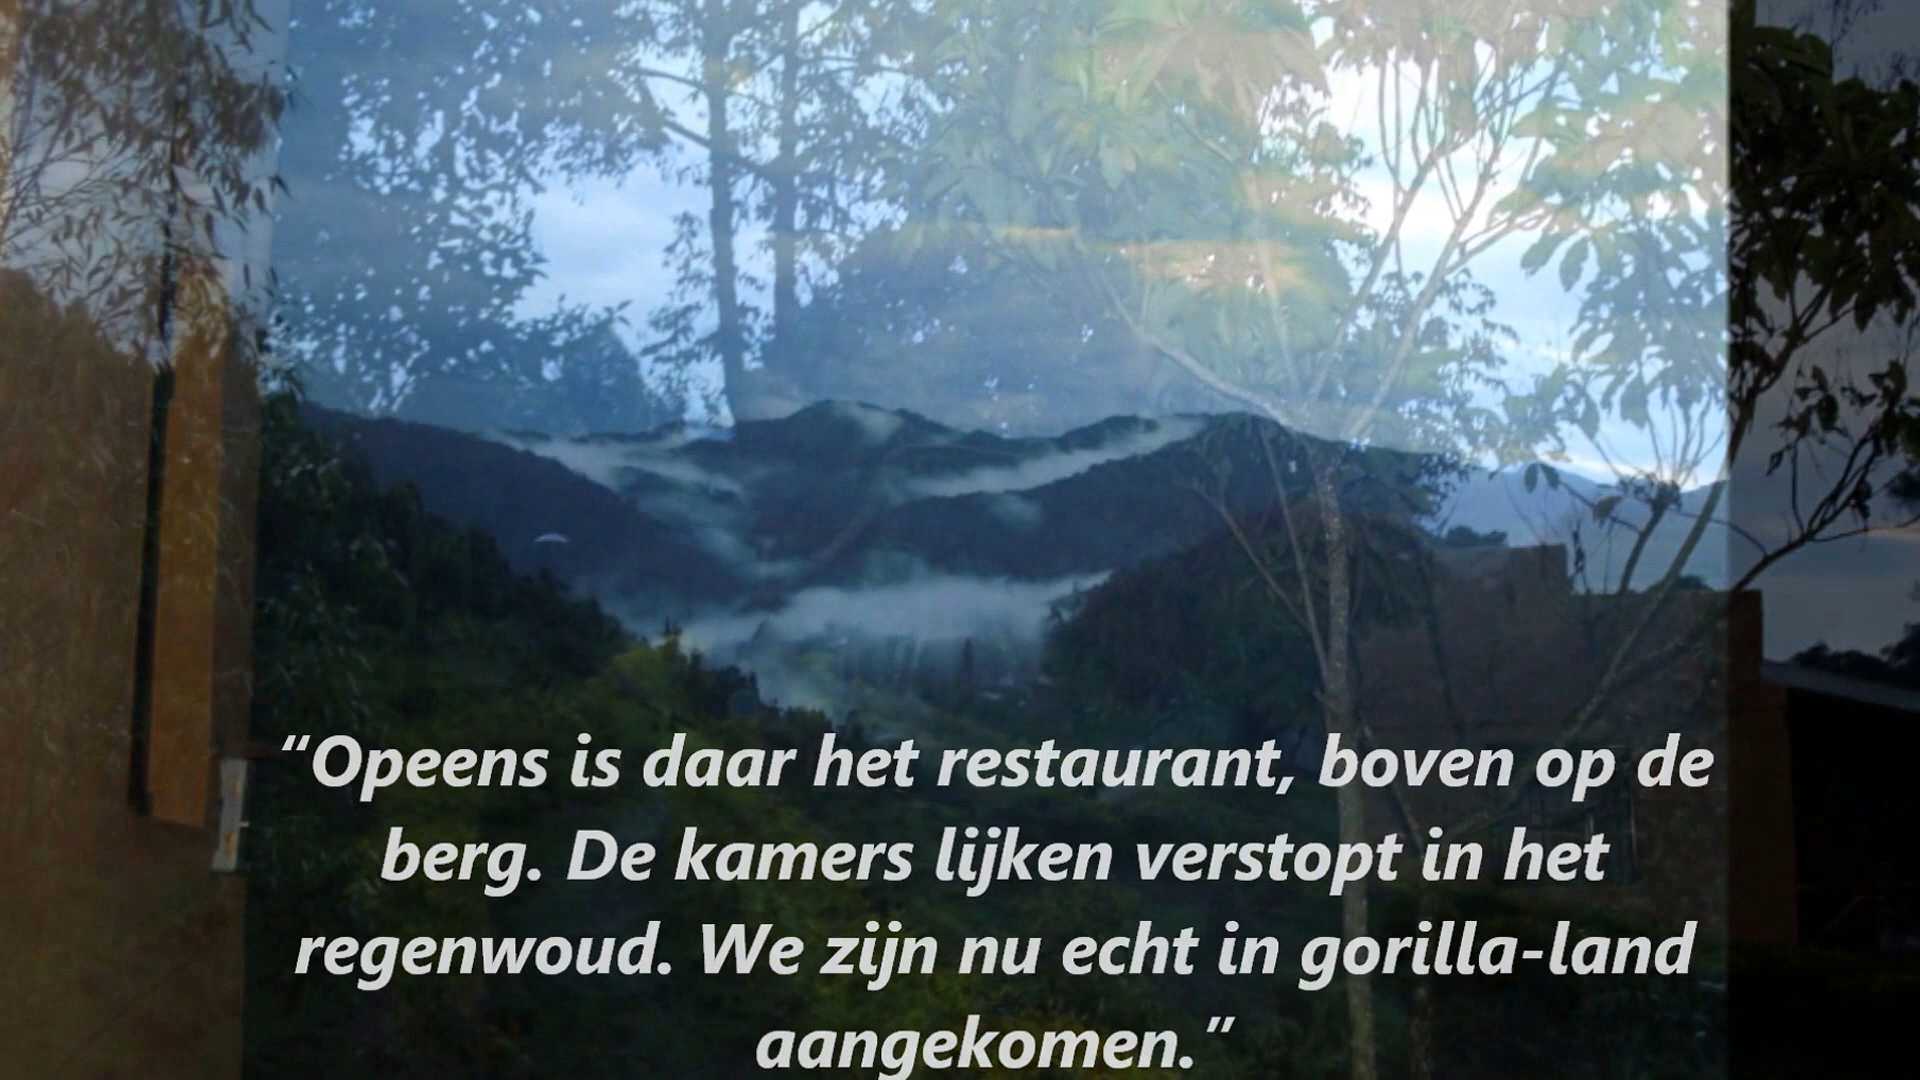 “Opeens is daar het restaurant, boven op de
berg. De kamers lijken verstopt in het
regenwoud. We zijn nu echt in gorilla-land
aangekomen.”